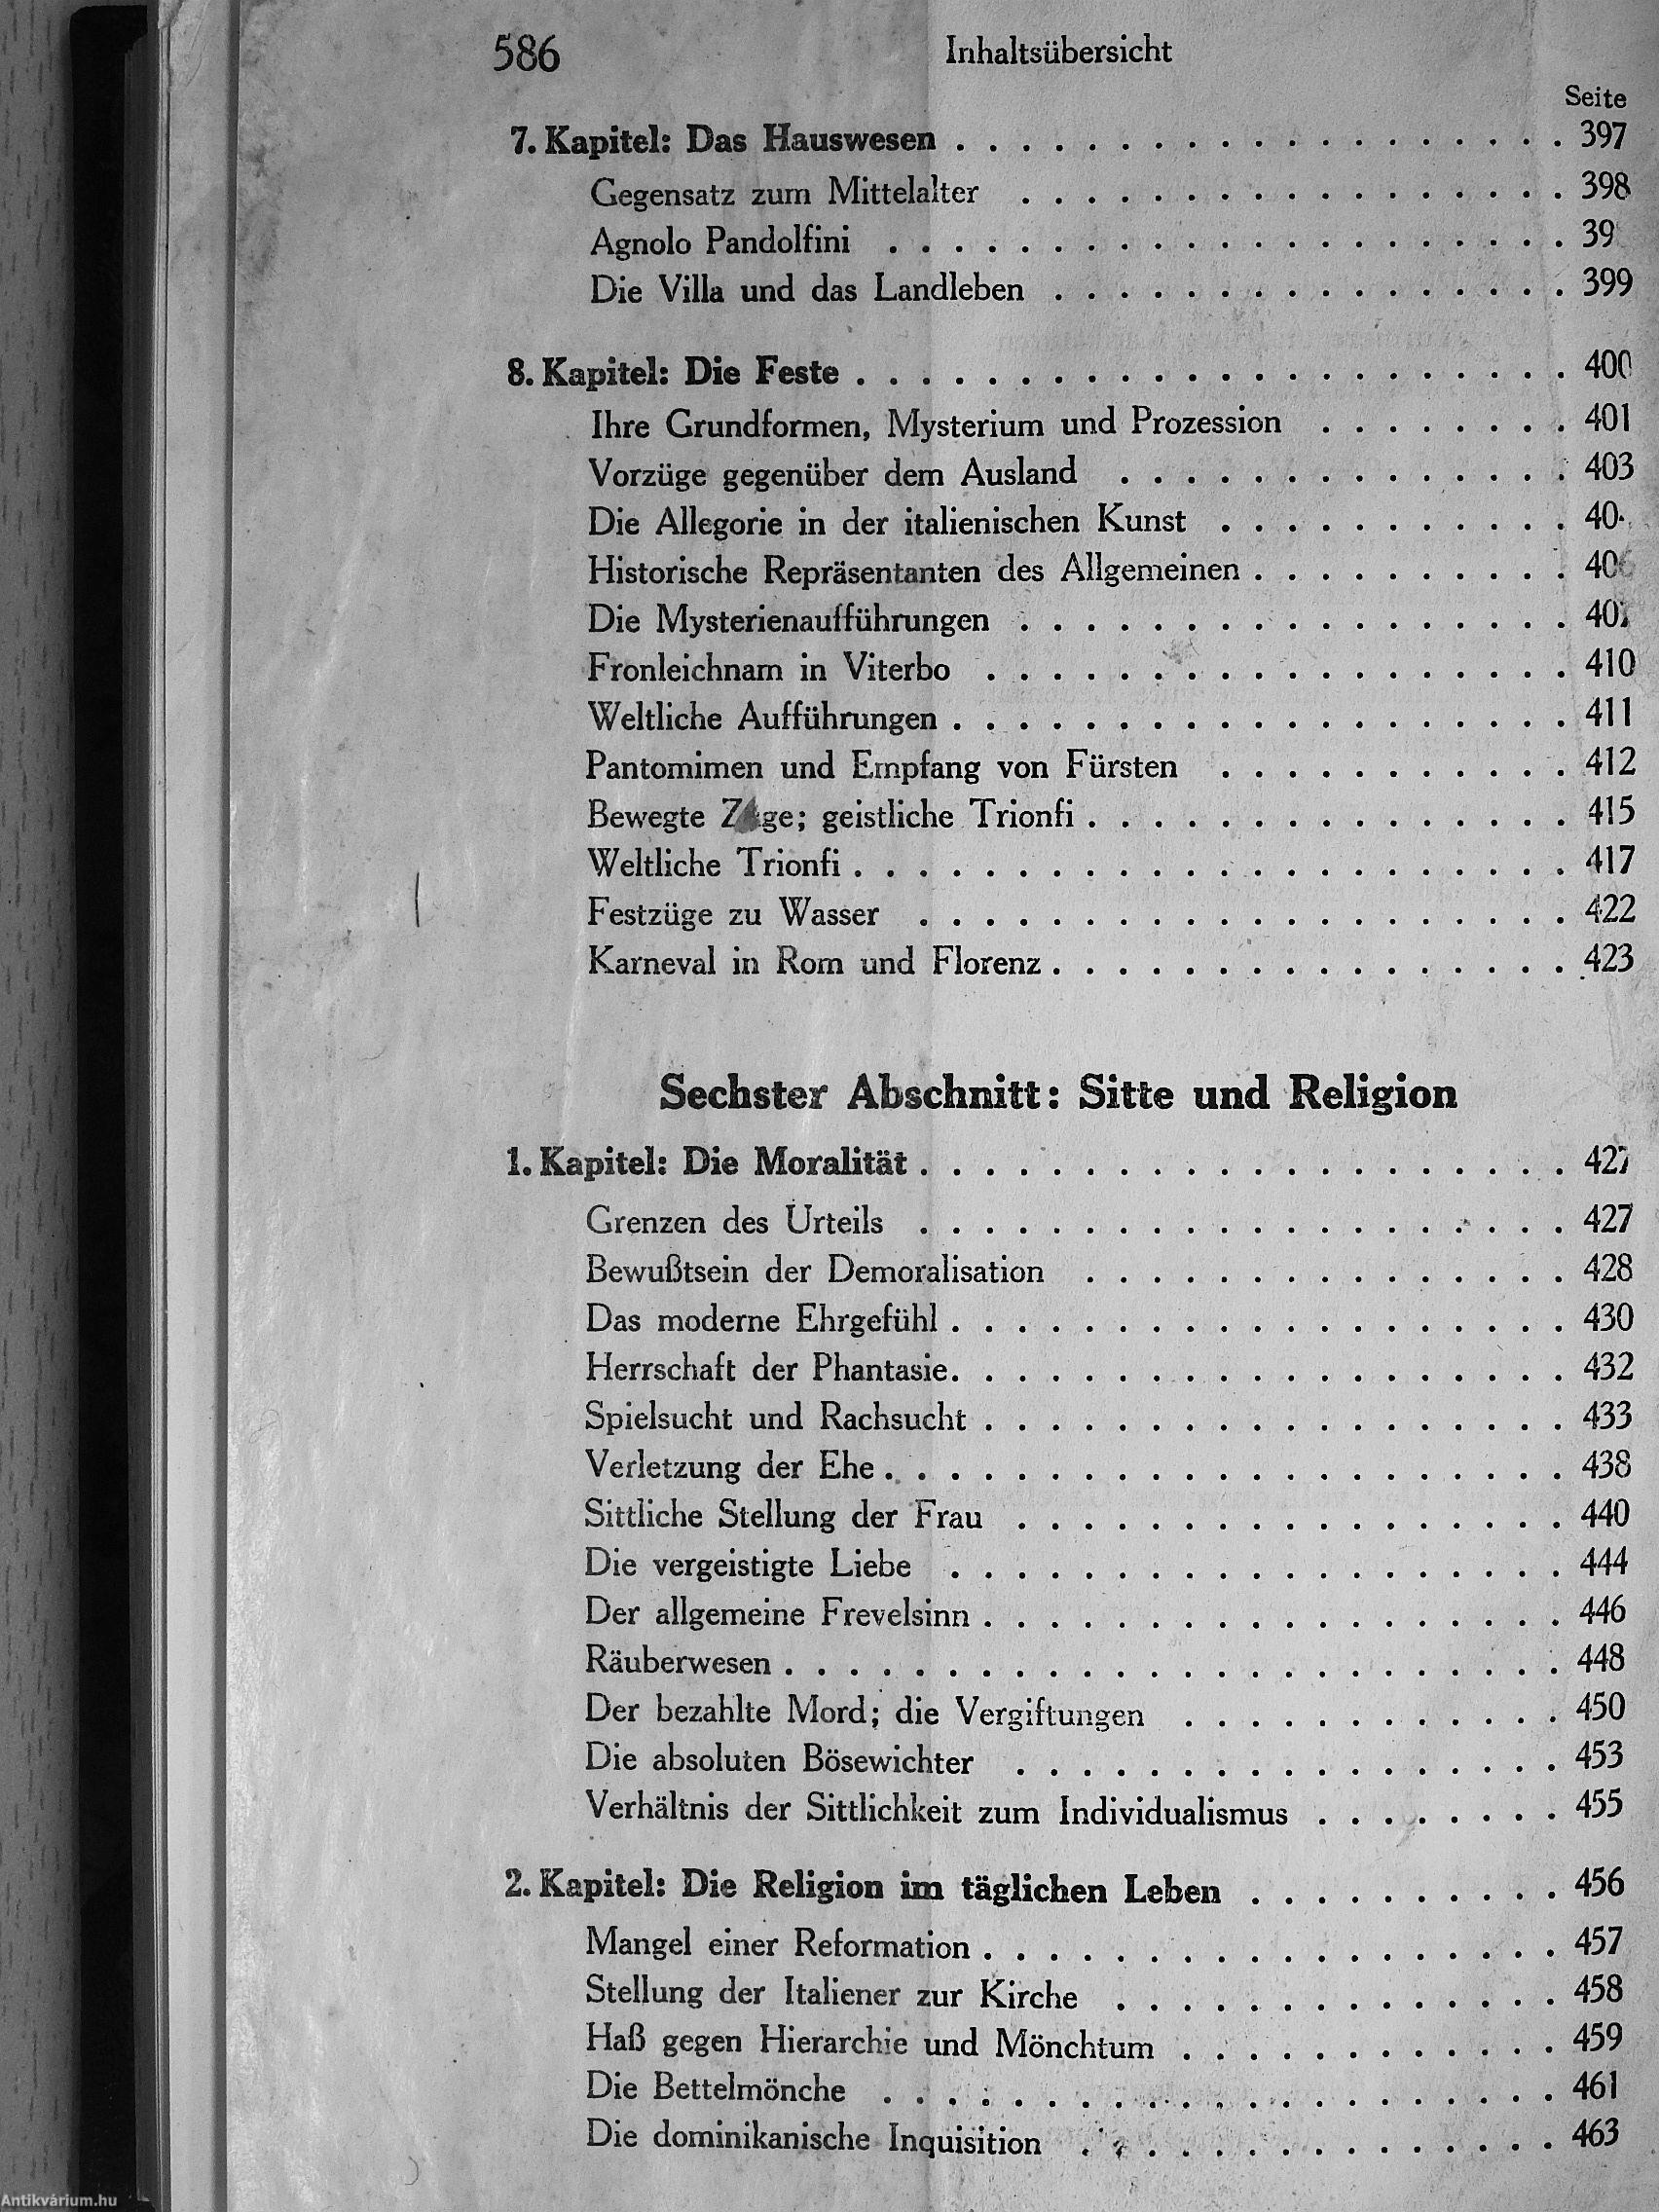 586 Inhaltsübersicht
Seite
7. Kapitel: Das Hauswesen . . . . . . . . . . . . . . . . . . . 397
Gegensatz zum Mittelalter . . . . . . . . . . . . . . . . . 398
Agnolo Pandolfini . . . . . . . . . . . . . . . . . . . . . 39
Die Villa und das Landleben . . . . . . . . . . . . . . . . 399
8. Kapitel: Die Feste . . . . . . . . . . . . . . . . . . . . . . 400
Ihre Grundformen, Mysterium und Prozession . . . . . . . . 401
Vorzüge gegenüber dem Ausland . . . . . . . . . . . . . . 403
Die Allegorie in der italienischen Kunst . . . . . . . . . . . 40
Historische Repräsentanten des Allgemeinen . . . . . . . . . . 406
Die Mysterienaufführungen . . . . . . . . . . . . . . . . . 407
Fronleichnam in Viterbo . . . . . . . . . . . . . . . . . . 410
Weltliche Aufführungen . . . . . . . . . . . . . . . . . . . 411
Pantomimen und Empfang von Fürsten . . . . . . . . . . . 412
Bewegte Züge; geistliche Trionfi . . . . . . . . . . . . . . . 415
Weltliche Trionfi . . . . . . . . . . . . . . . . . . . . . . 417
Festzüge zu Wasser . . . . . . . . . . . . . . . . . . . . 422
Karneval in Rom und Florenz . . . . . . . . . . . . . . . . 423
Sechster Abschnitt: Sitte und Religion
1. Kapitel: Die Moralität . . . . . . . . . . . . . . . . . . . . 427
Grenzen des Urteils . . . . . . . . . . . . . . . . . . . . 427
Bewußtsein der Demoralisation . . . . . . . . . . . . . . . 428
Das moderne Ehrgefühl . . . . . . . . . . . . . . . . . . . 430
Herrschaft der Phantasie . . . . . . . . . . . . . . . . . . . 432
Spielsucht und Rachsucht . . . . . . . . . . . . . . . . . . 433
Verletzung der Ehe . . . . . . . . . . . . . . . . . . . . . 438
Sittliche Stellung der Frau . . . . . . . . . . . . . . . . . 440
Die vergeistigte Liebe . . . . . . . . . . . . . . . . . . . 444
Der allgemeine Frevelsinn . . . . . . . . . . . . . . . . . . 446
Räuberwesen . . . . . . . . . . . . . . . . . . . . . . . . 448
Der bezahlte Mord; die Vergiftungen . . . . . . . . . . . . 450
Die absoluten Bösewichter . . . . . . . . . . . . . . . . . 453
Verhältnis der Sittlichkeit zum Individualismus . . . . . . . . 455
2. Kapitel: Die Religion im täglichen Leben . . . . . . . . . . 456
Mangel einer Reformation . . . . . . . . . . . . . . . . . . 457
Stellung der Italiener zur Kirche . . . . . . . . . . . . . . 458
Haß gegen Hierarchie und Mönchtum . . . . . . . . . . . . 459
Die Bettelmönche . . . . . . . . . . . . . . . . . . . . . 461
Die dominikanische Inquisition . . . . . . . . . . . . . . . 463
Antikvárium.hu